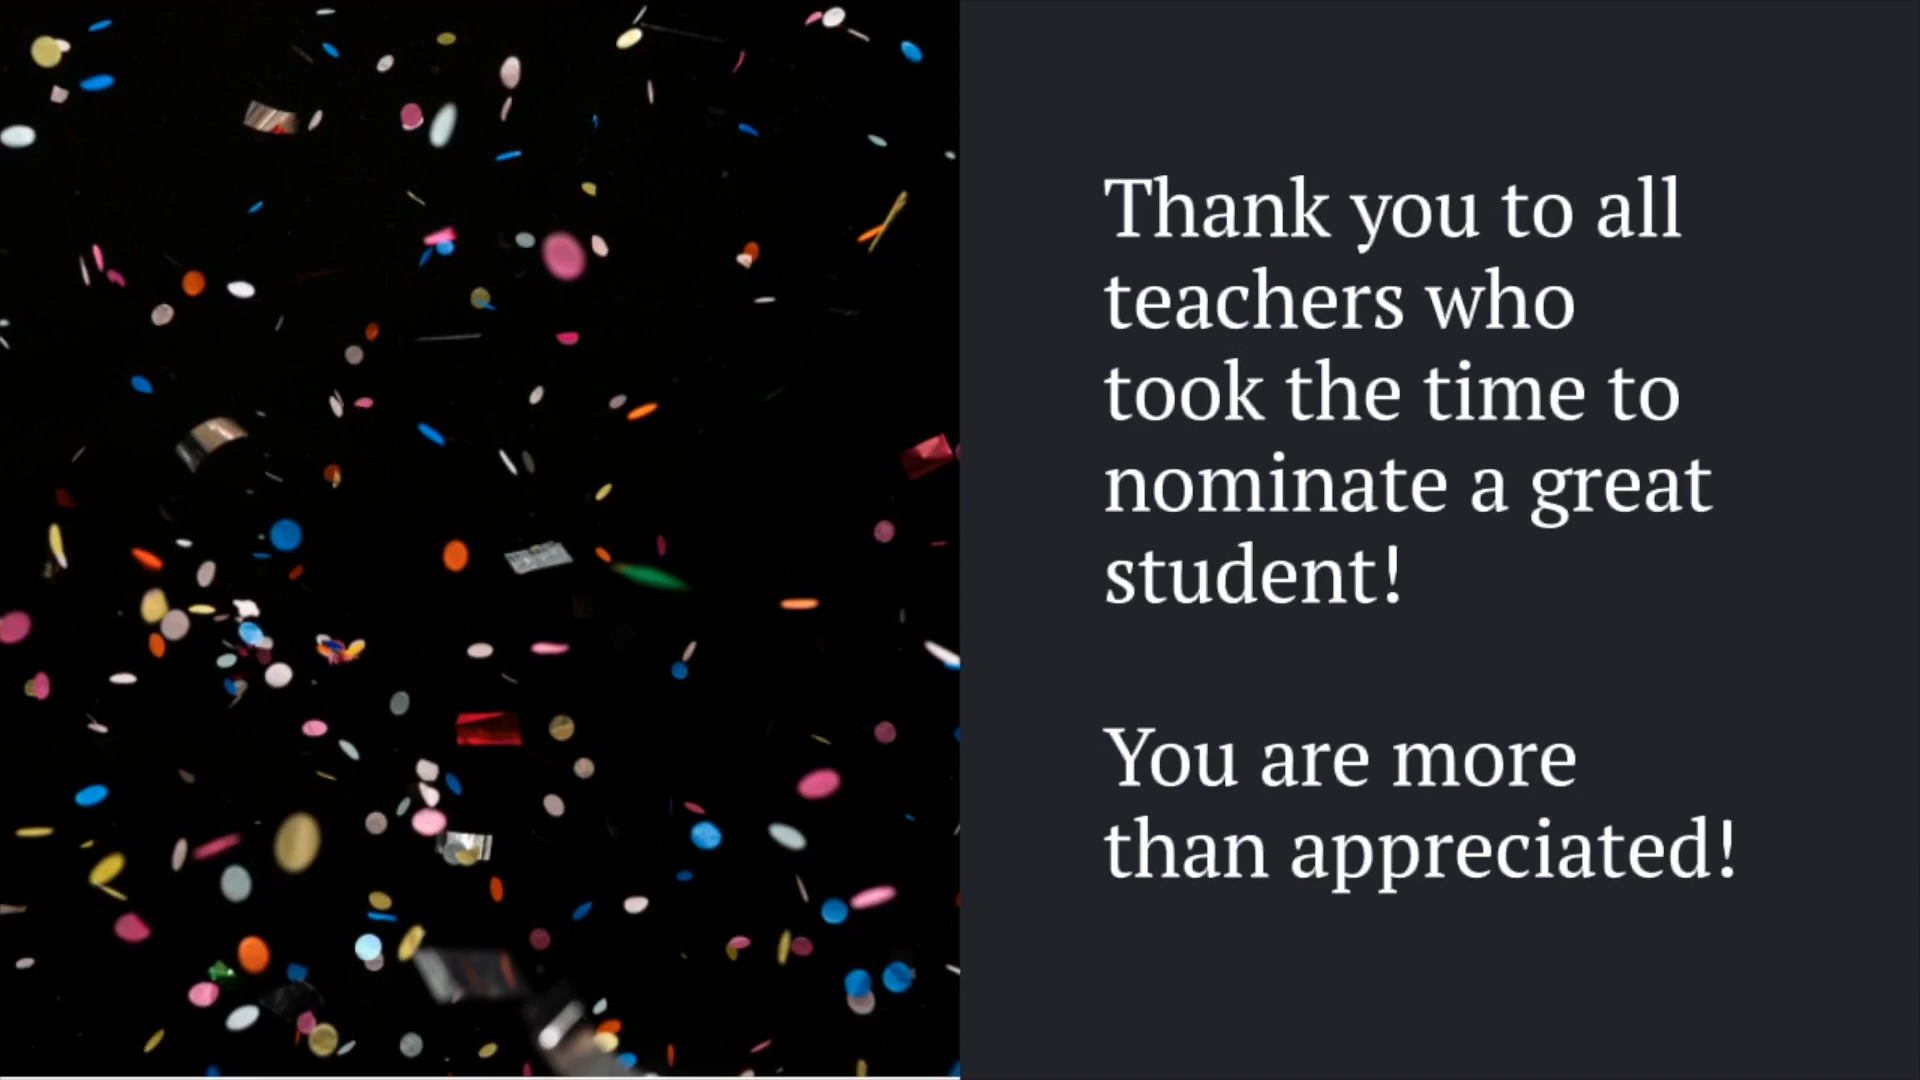 Thank you to all
teachers who
took the time to
nominate a great
student!
You are more
than appreciated!